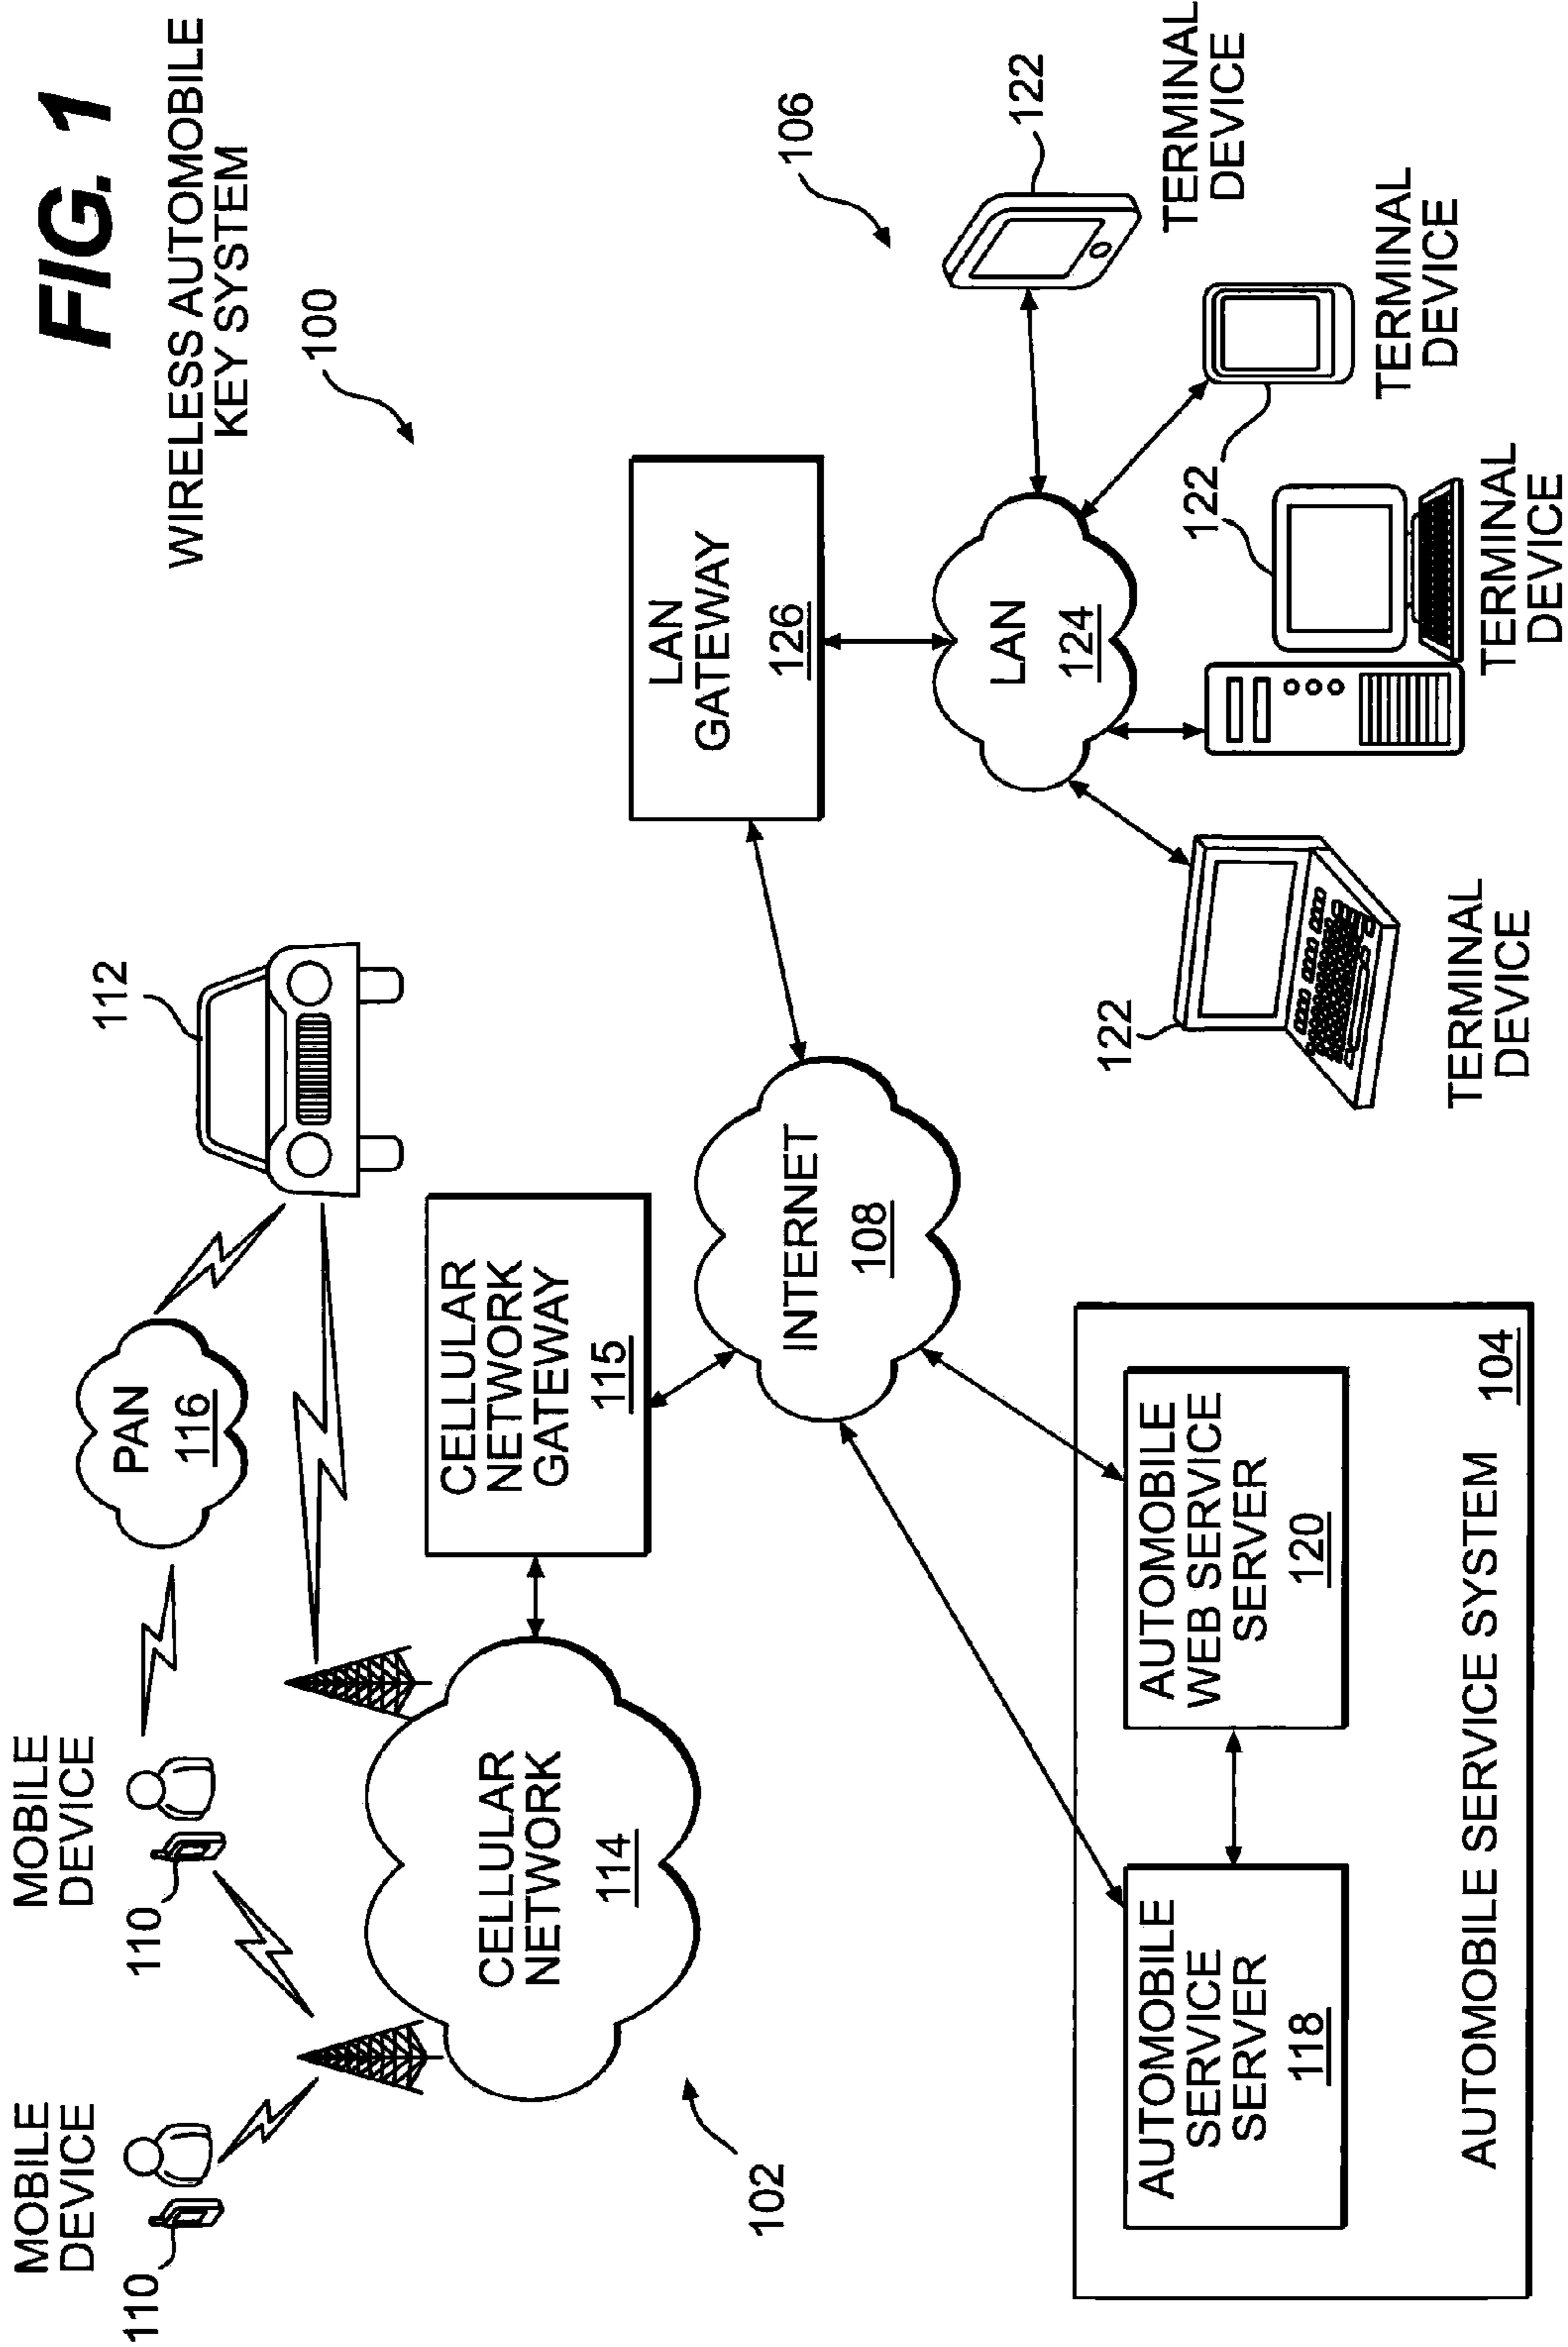 FIG. 1
WIRELESS AUTOMOBILE
KEY SYSTEM
100
MOBILE
DEVICE
110
MOBILE
DEVICE
110
PAN
116
112
CELLULAR
NETWORK
114
102
CELLULAR
NETWORK
GATEWAY
115
INTERNET
108
LAN
GATEWAY
126
106
LAN
124
122
TERMINAL
DEVICE
122
TERMINAL
DEVICE
TERMINAL
DEVICE
122
TERMINAL
DEVICE
AUTOMOBILE
SERVICE
SERVER
118
AUTOMOBILE
WEB SERVICE
SERVER
120
AUTOMOBILE SERVICE SYSTEM
104